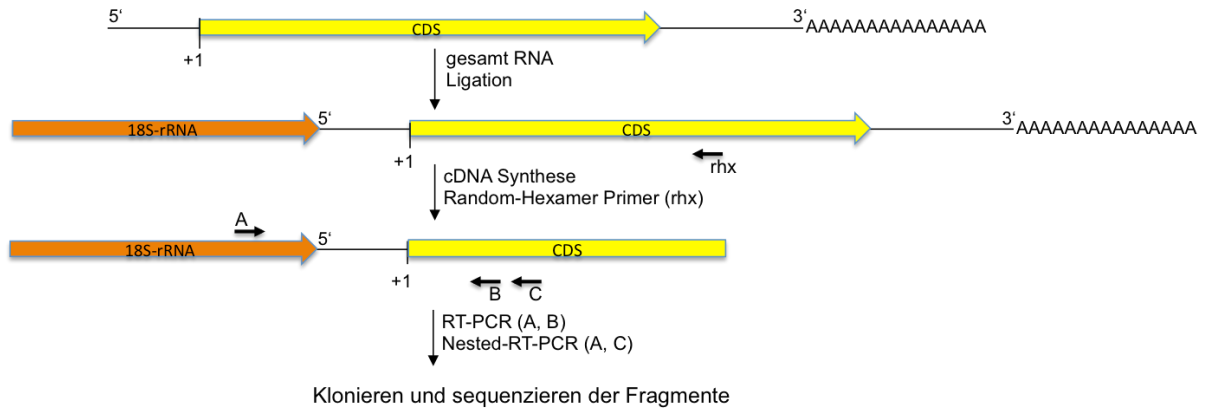 5‘ CDS 3‘ AAAAAAAAAAAAAAA
+1
gesamt RNA
Ligation
18S-rRNA 5‘ CDS 3‘ AAAAAAAAAAAAAAA
+1 rhx
cDNA Synthese
Random-Hexamer Primer (rhx)
A
18S-rRNA 5‘ CDS
+1 B C
RT-PCR (A, B)
Nested-RT-PCR (A, C)
Klonieren und sequenzieren der Fragmente